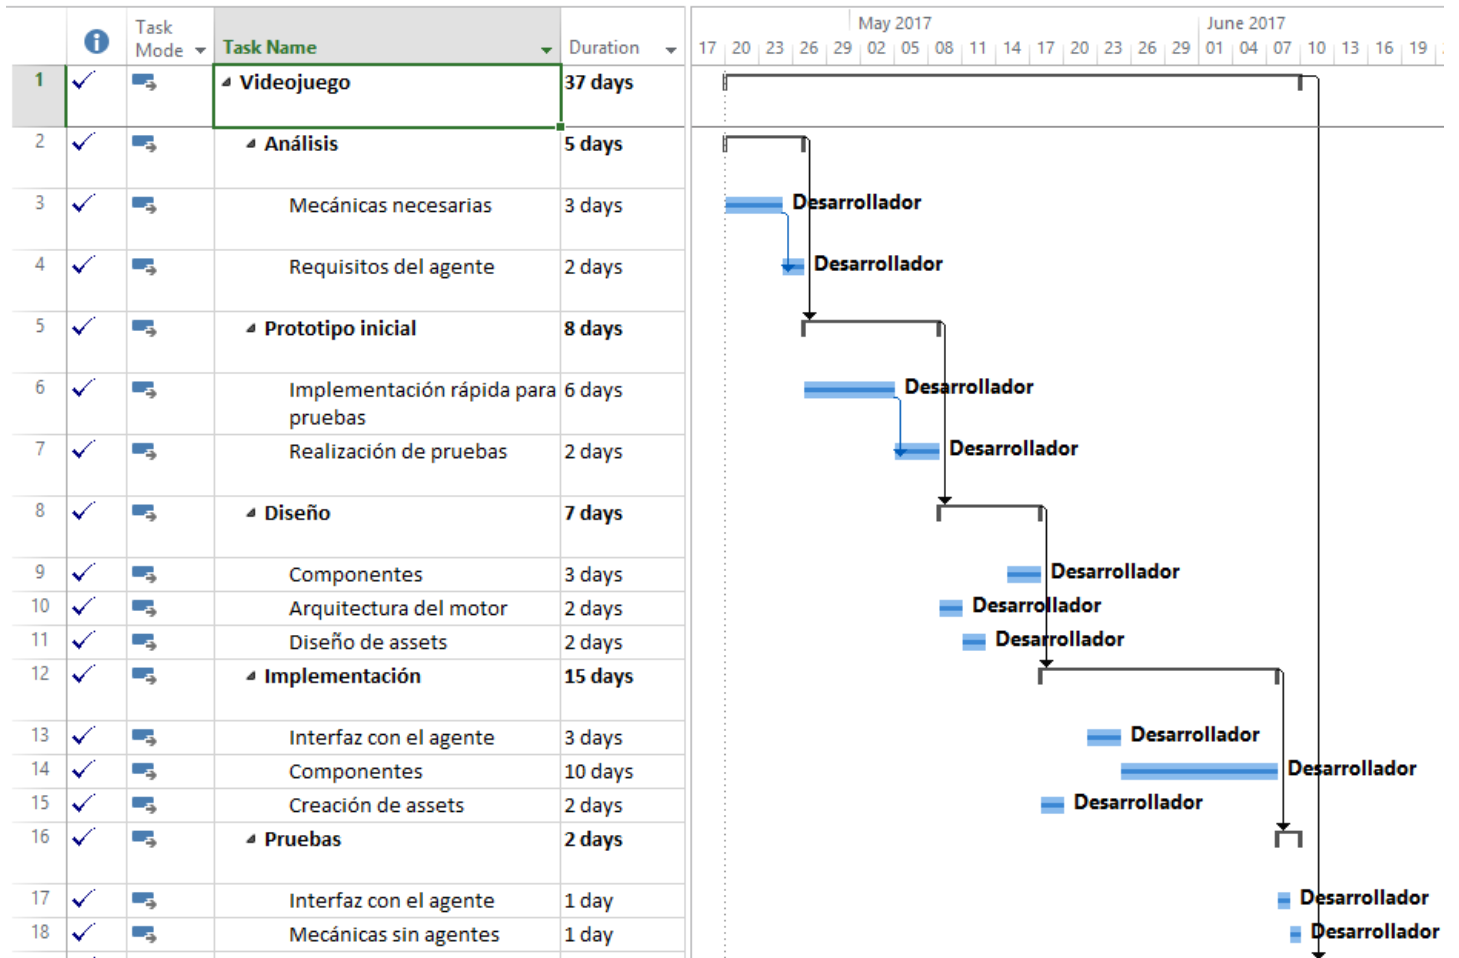 Task Mode Task Name Duration May 2017 June 2017
17 20 23 26 29 02 05 08 11 14 17 20 23 26 29 01 04 07 10 13 16 19
1 Videojuego 37 days
2 Análisis 5 days
3 Mecánicas necesarias 3 days Desarrollador
4 Requisitos del agente 2 days Desarrollador
5 Prototipo inicial 8 days
6 Implementación rápida para pruebas 6 days Desarrollador
7 Realización de pruebas 2 days Desarrollador
8 Diseño 7 days
9 Componentes 3 days Desarrollador
10 Arquitectura del motor 2 days Desarrollador
11 Diseño de assets 2 days Desarrollador
12 Implementación 15 days
13 Interfaz con el agente 3 days Desarrollador
14 Componentes 10 days Desarrollador
15 Creación de assets 2 days Desarrollador
16 Pruebas 2 days
17 Interfaz con el agente 1 day Desarrollador
18 Mecánicas sin agentes 1 day Desarrollador